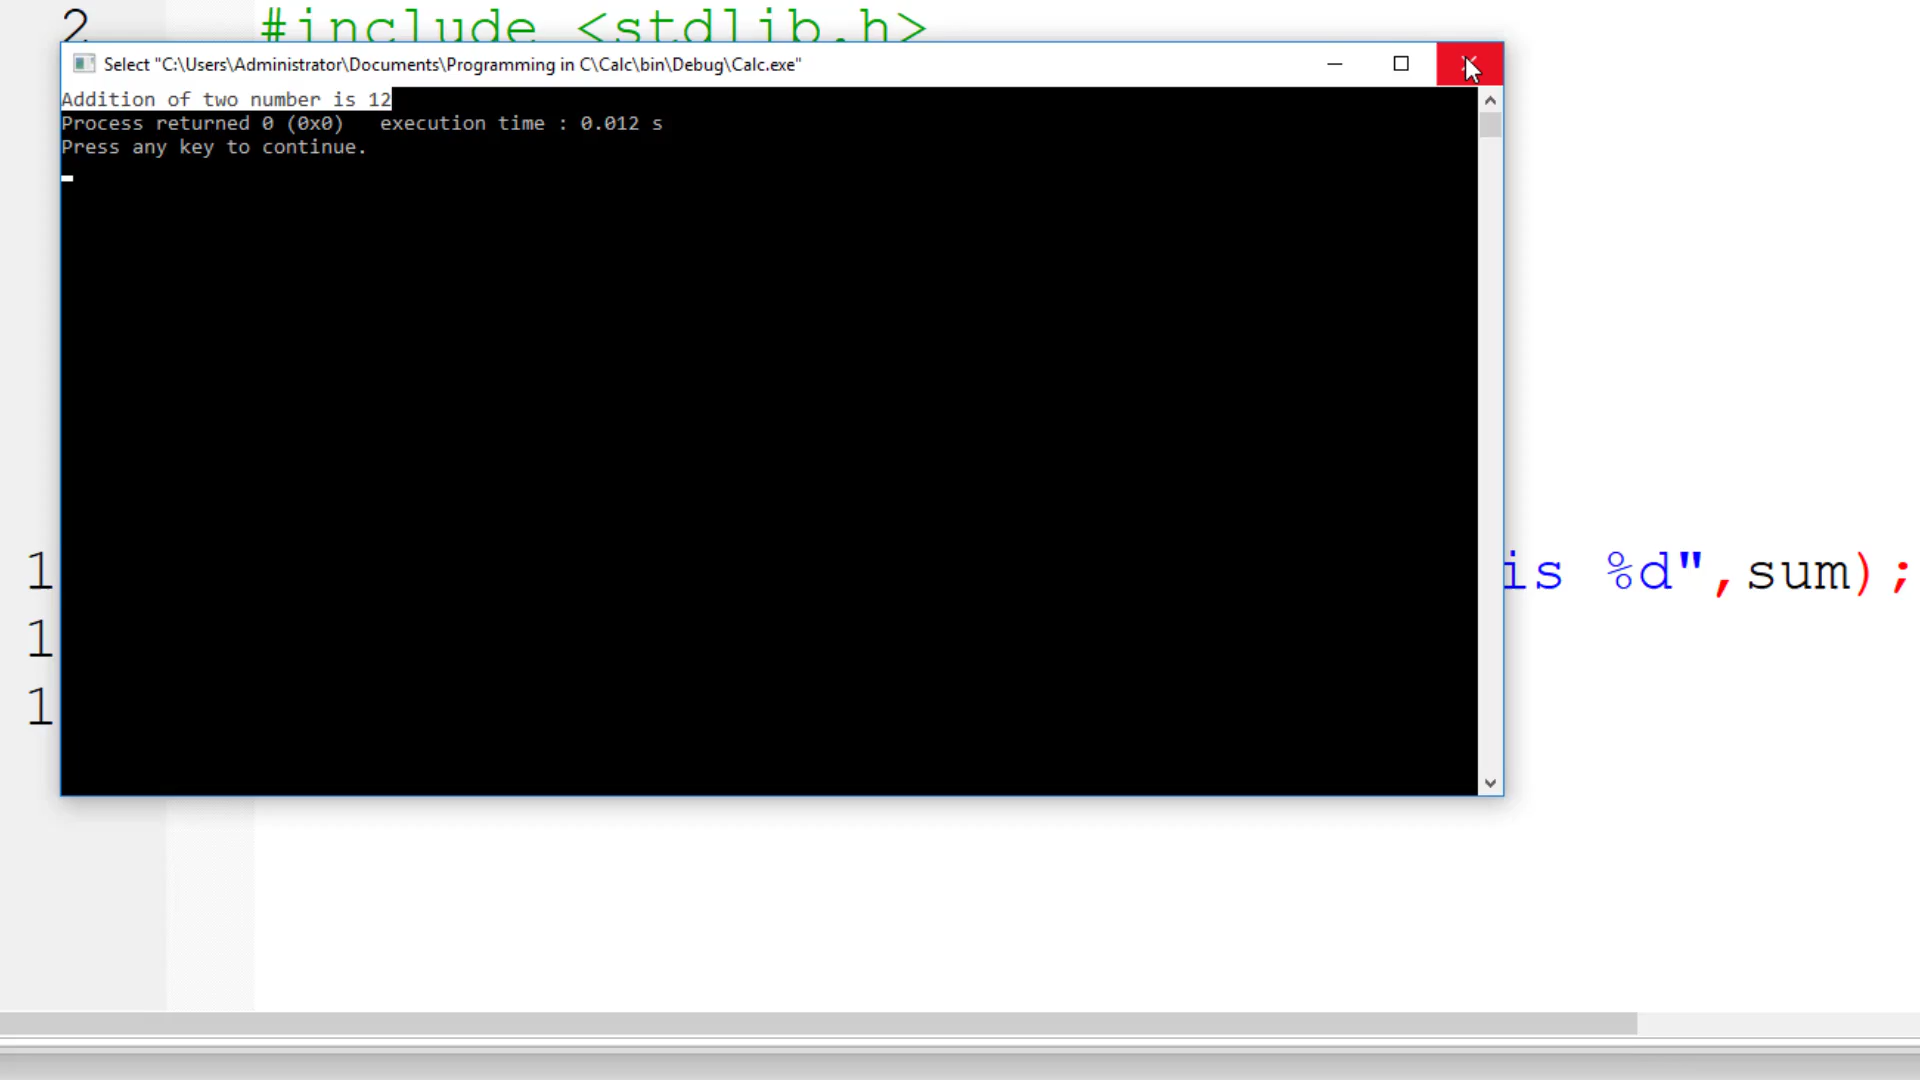 2 #include <stdlib.h>
Select "C:\Users\Administrator\Documents\Programming in C\Calc\bin\Debug\Calc.exe"
Addition of two number is 12
Process returned 0 (0x0)   execution time : 0.012 s
Press any key to continue.
1 is %d",sum);
1
1